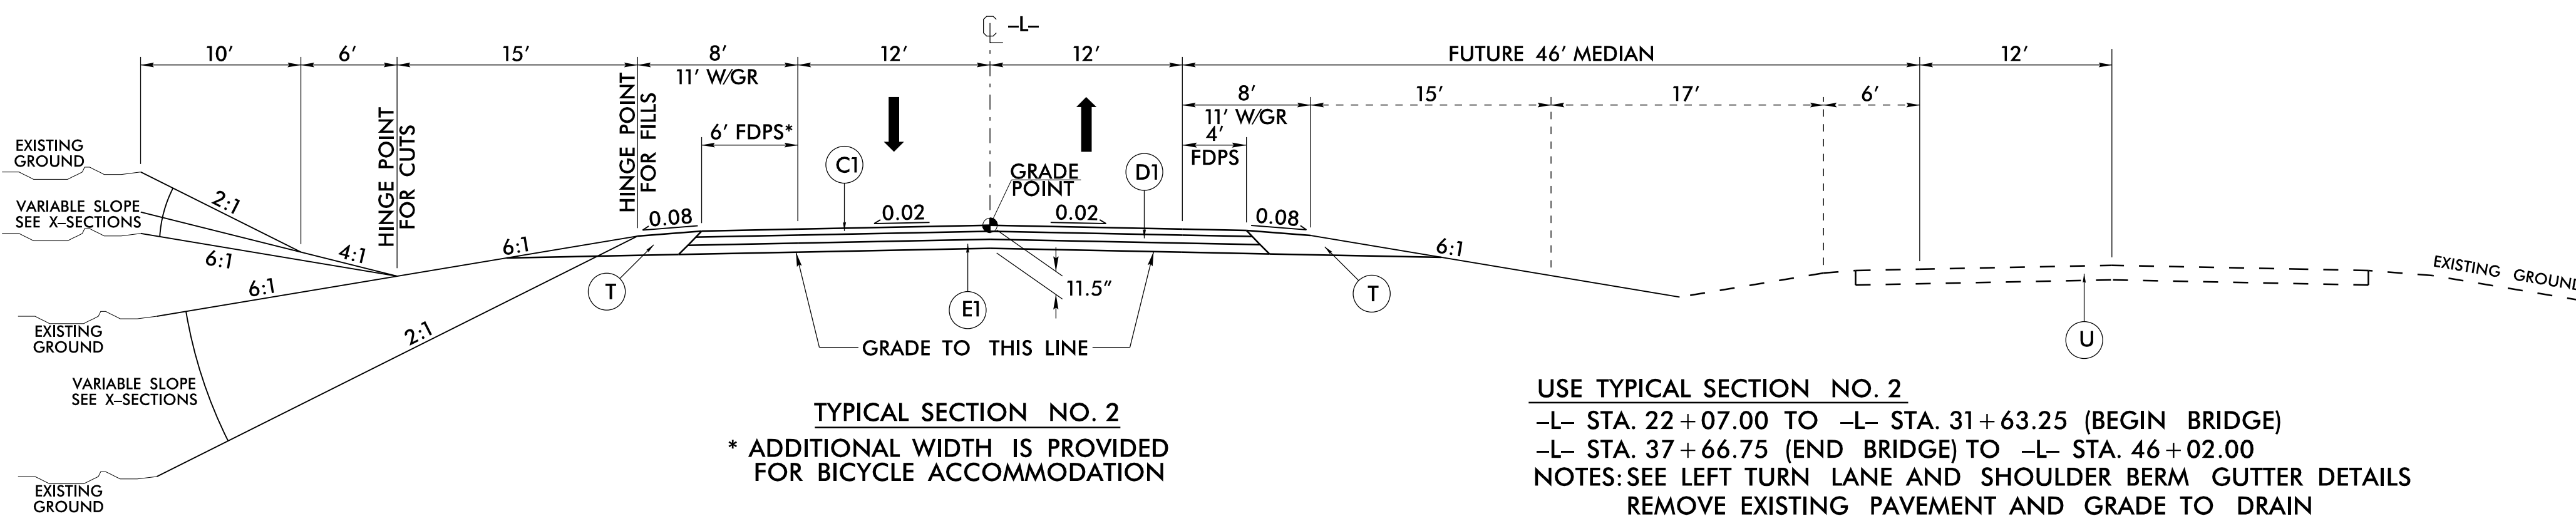 ℄ –L–
10’ 6’ 15’ 8’ 12’ 12’ FUTURE 46’ MEDIAN 12’
11’ W/GR
8’ 15’ 17’ 6’
11’ W/GR
6’ FDPS*
4’
FDPS
HINGE POINT
FOR CUTS
HINGE POINT
FOR FILLS
EXISTING
GROUND
VARIABLE SLOPE
SEE X–SECTIONS
2:1
4:1
6:1
6:1
6:1
2:1
C1
D1
GRADE
POINT
0.08
0.02
0.02
0.08
6:1
T
E1
11.5”
T
U
EXISTING GROUND
GRADE TO THIS LINE
EXISTING
GROUND
VARIABLE SLOPE
SEE X–SECTIONS
EXISTING
GROUND
TYPICAL SECTION NO. 2
* ADDITIONAL WIDTH IS PROVIDED
FOR BICYCLE ACCOMMODATION
USE TYPICAL SECTION NO. 2
–L– STA. 22+07.00 TO –L– STA. 31+63.25 (BEGIN BRIDGE)
–L– STA. 37+66.75 (END BRIDGE) TO –L– STA. 46+02.00
NOTES: SEE LEFT TURN LANE AND SHOULDER BERM GUTTER DETAILS
REMOVE EXISTING PAVEMENT AND GRADE TO DRAIN